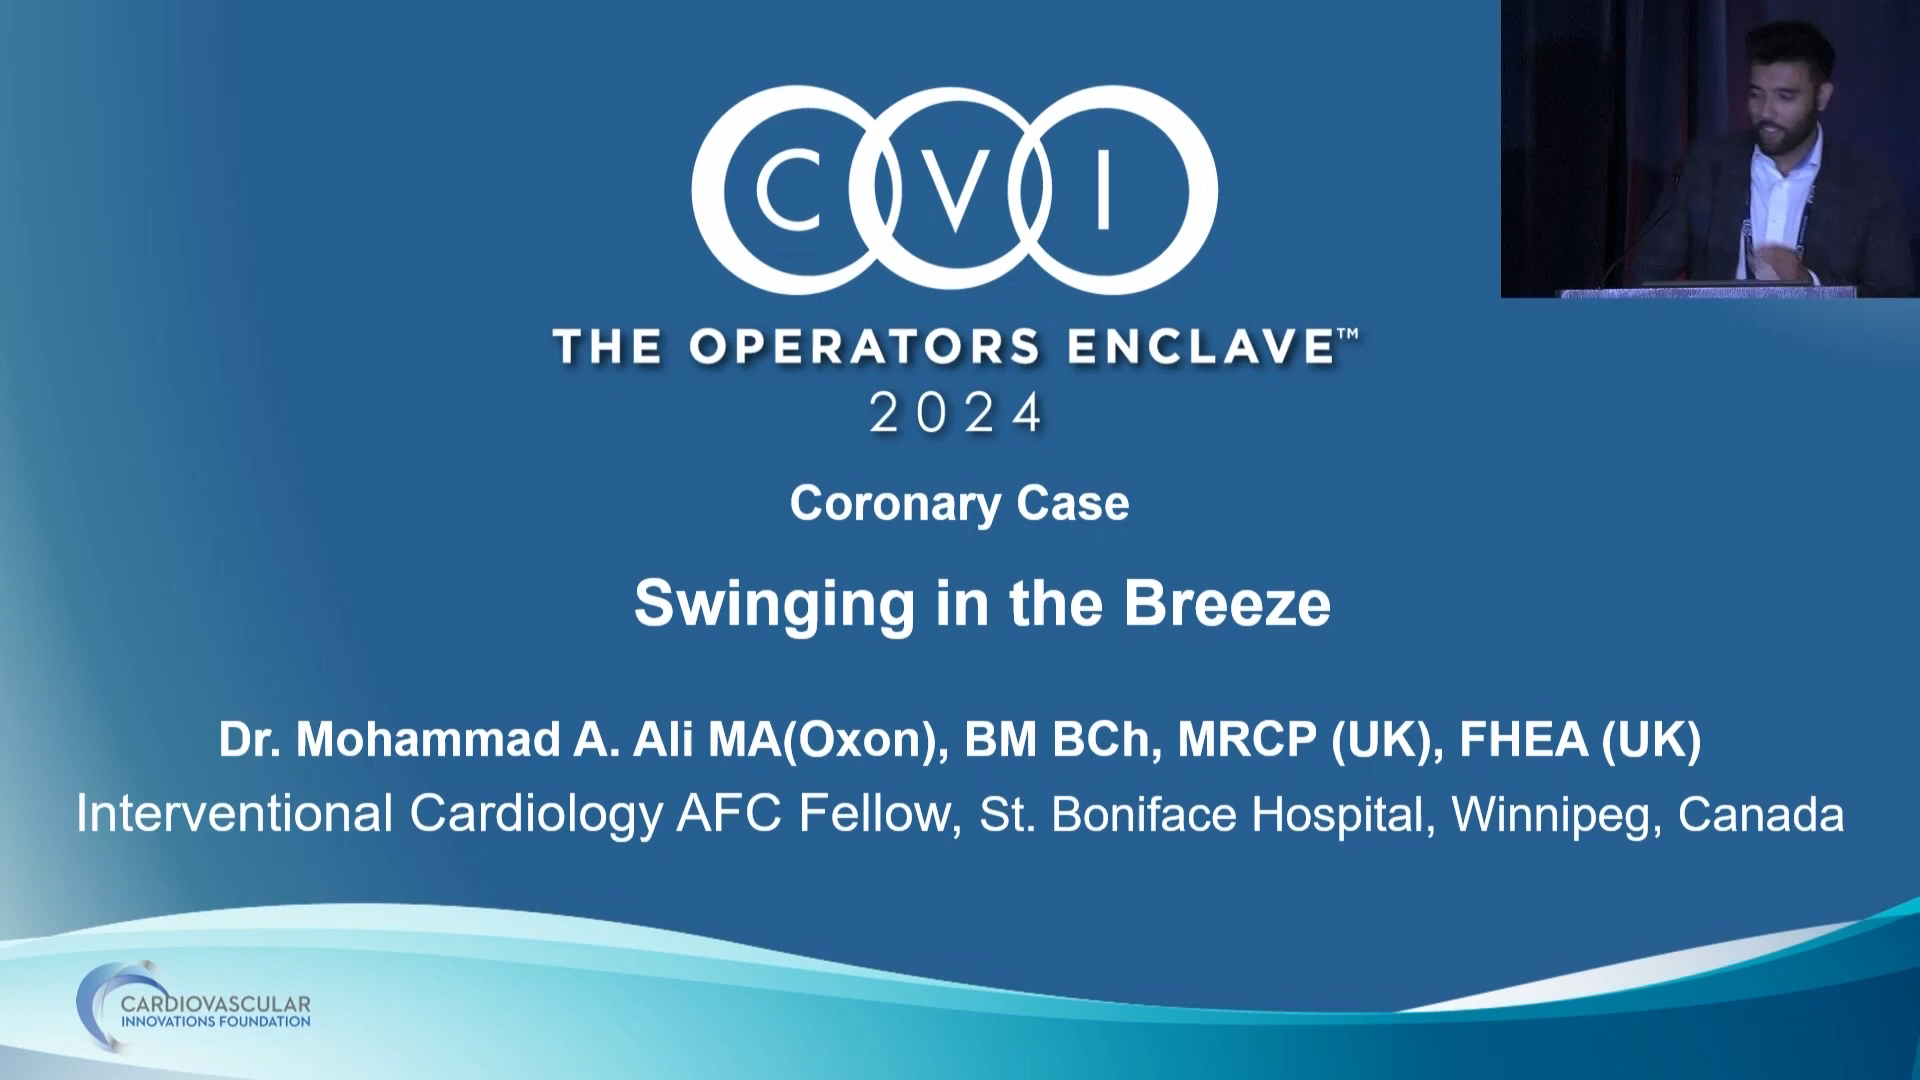 C V I
THE OPERATORS ENCLAVE™
2024
Coronary Case
Swinging in the Breeze
Dr. Mohammad A. Ali MA(Oxon), BM BCh, MRCP (UK), FHEA (UK)
Interventional Cardiology AFC Fellow, St. Boniface Hospital, Winnipeg, Canada
CARDIOVASCULAR
INNOVATIONS FOUNDATION